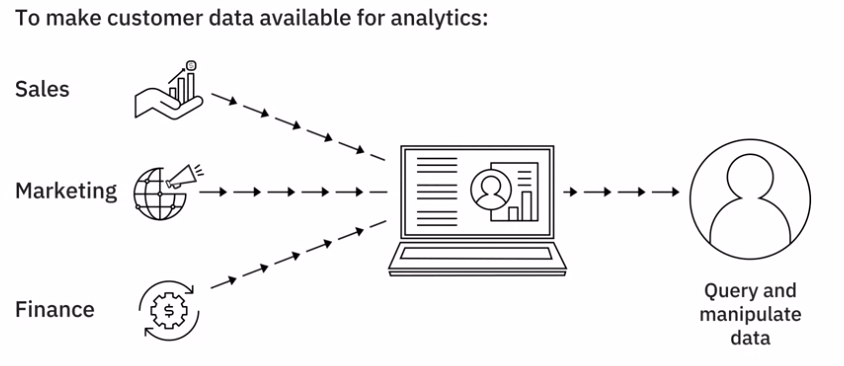 To make customer data available for analytics:
Sales
$
Marketing
Finance
$
Query and
manipulate
data